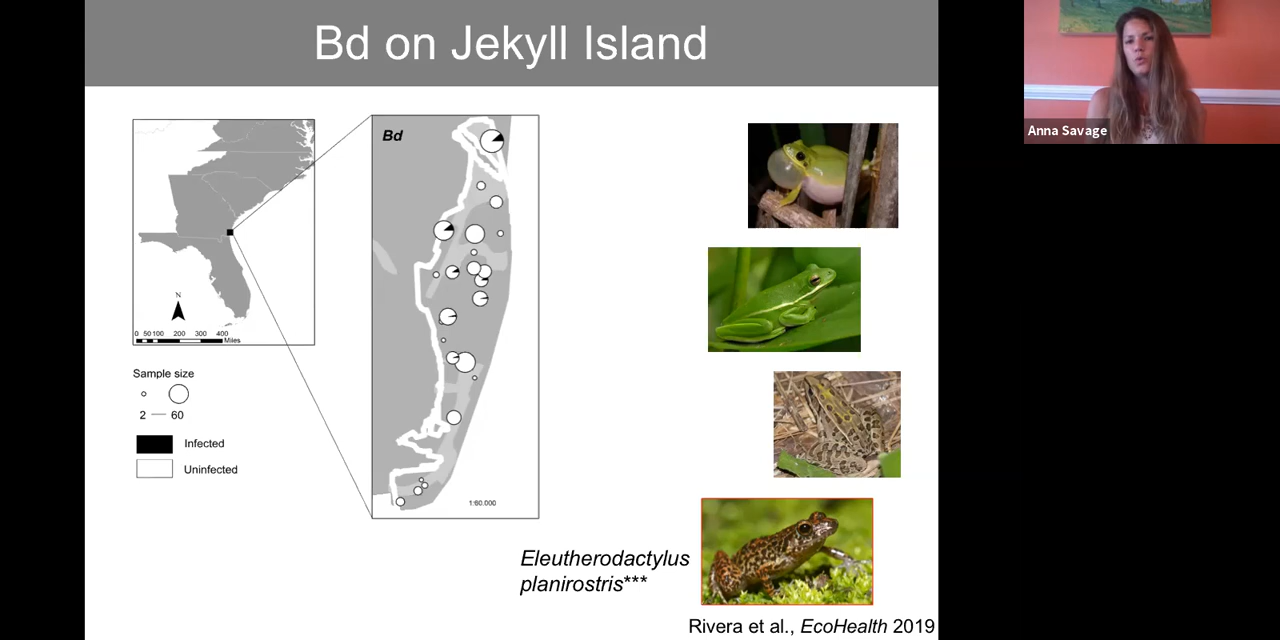 Bd on Jekyll Island
Anna Savage
Bd
N
0 50 100 200 300 400
Miles
Sample size
2 — 60
Infected
Uninfected
1:60.000
Eleutherodactylus
planirostris***
Rivera et al., EcoHealth 2019